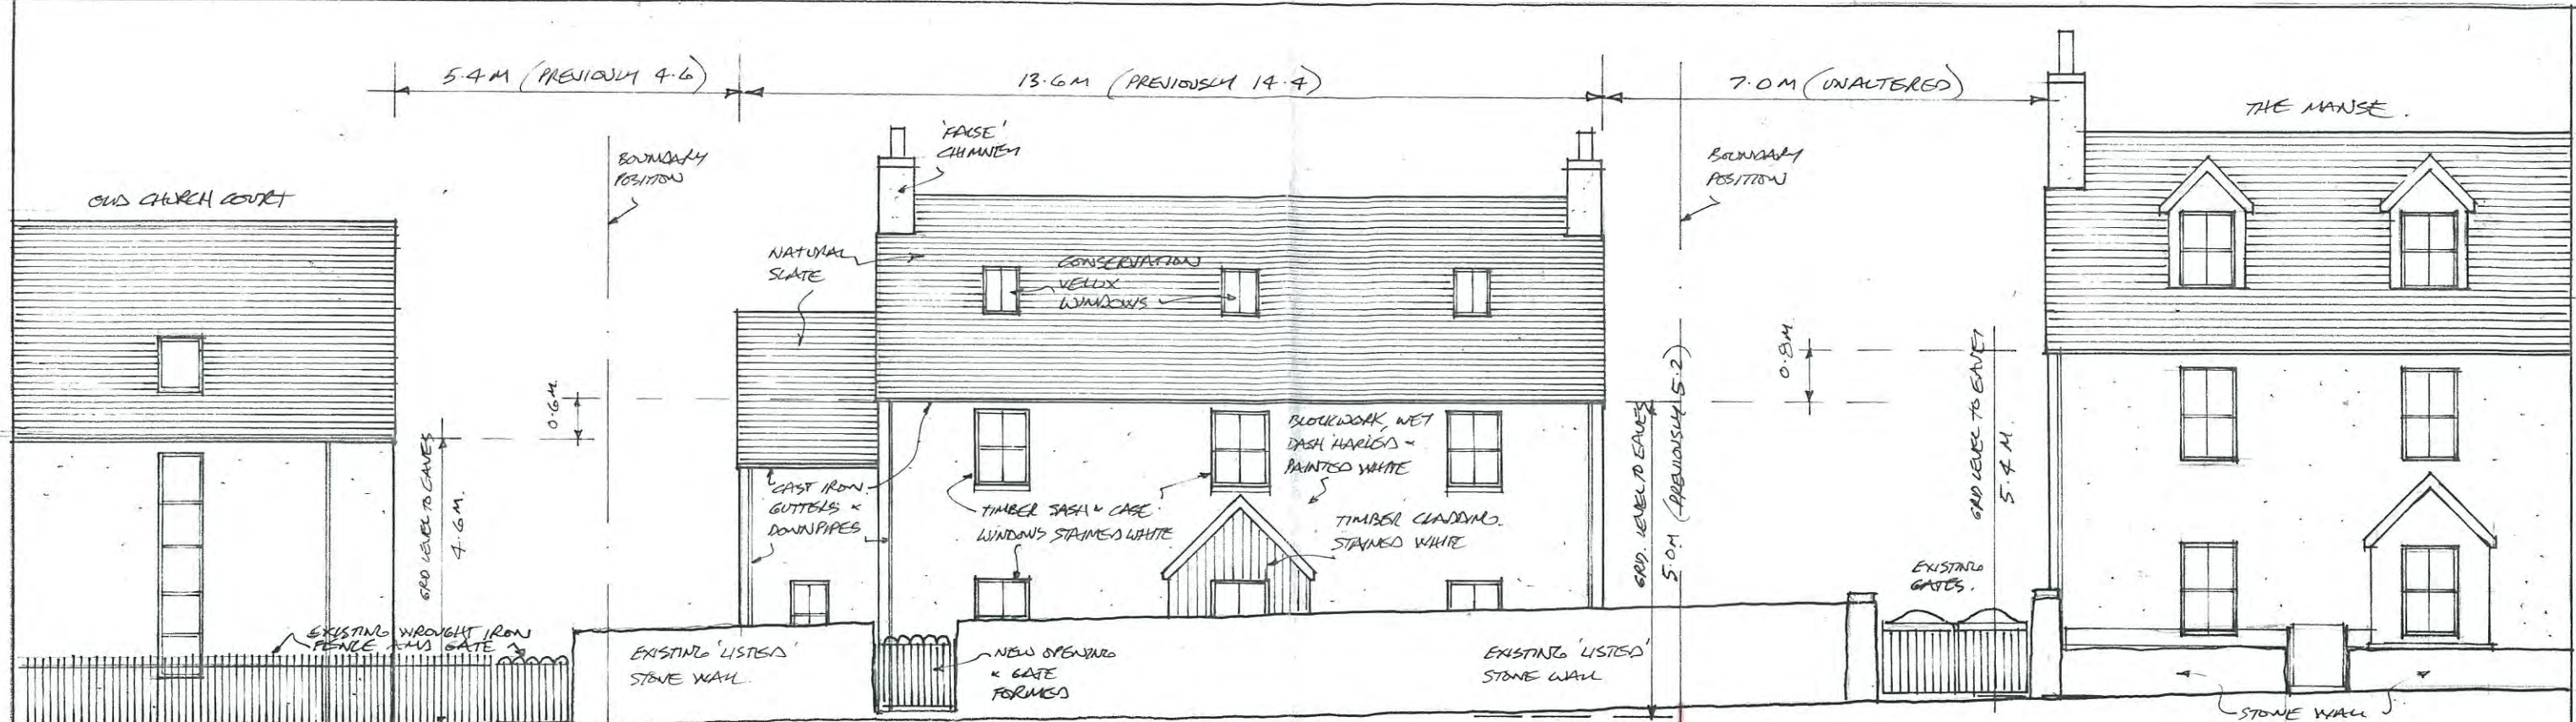 5.4M (PREVIOUSLY 4.6)
13.6M (PREVIOUSLY 14.4)
7.0M (UNALTERED)
THE MANSE.
'FALSE'
CHIMNEY
BOUNDARY
POSITION
BOUNDARY
POSITION
OLD CHURCH COURT
NATURAL
SLATE
CONSERVATION
VELUX
WINDOWS
0.6M.
0.8M
GRD LEVEL TO EAVES
4.6M.
GRD. LEVEL TO EAVES
5.0M (PREVIOUSLY 5.2)
GRD LEVEL TO EAVES
5.4M.
BLOCKWORK, WET
DASH HARLED &
PAINTED WHITE
CAST IRON
GUTTERS &
DOWNPIPES
TIMBER SASH & CASE
WINDOWS STAINED WHITE
TIMBER CLADDING
STAINED WHITE
EXISTING
GATES.
EXISTING WROUGHT IRON
FENCE AND GATE
EXISTING 'LISTED'
STONE WALL
NEW OPENING
& GATE
FORMED
EXISTING 'LISTED'
STONE WALL
STONE WALL